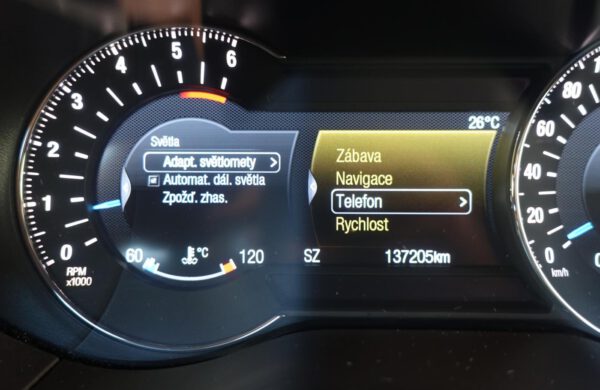 6
5
4
3
2
1
0
RPM
x1000
Světla
Adapt. světlomety
Automat. dál. světla
Zpožď. zhas.
60
°C
120
26°C
Zábava
Navigace
Telefon
Rychlost
SZ
137205km
100
80
60
40
20
0
km/h